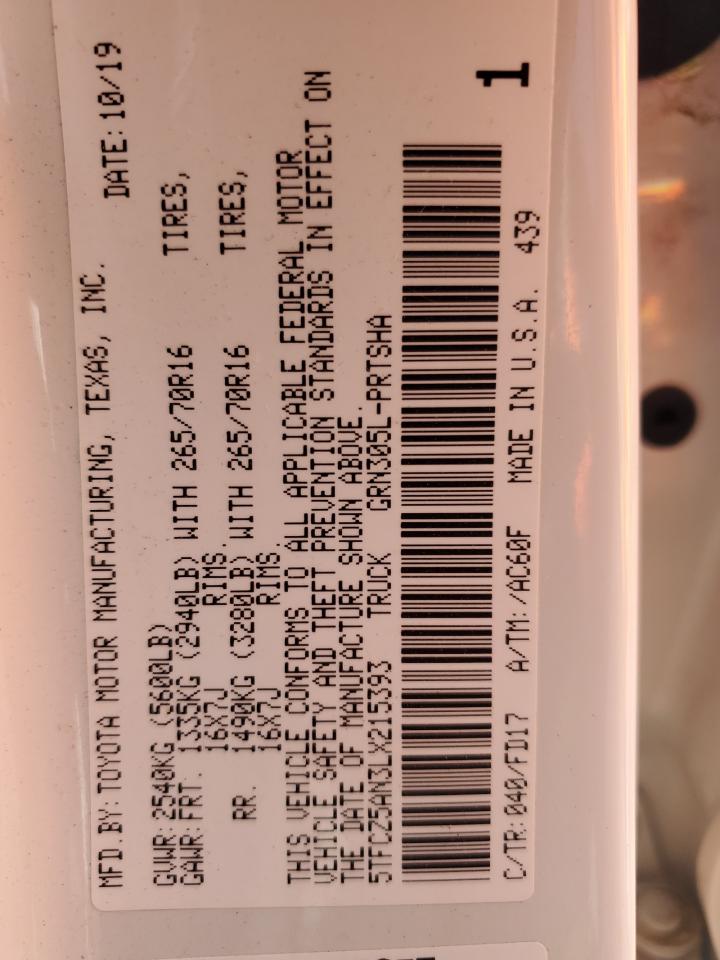 MFD.BY:TOYOTA MOTOR MANUFACTURING, TEXAS, INC.
DATE:10/19
GVWR:2540KG (5600LB)
GAWR:FRT. 1335KG (2940LB) WITH 265/70R16 TIRES,
16X7J RIMS.
RR. 1490KG (3280LB) WITH 265/70R16 TIRES,
16X7J RIMS.
THIS VEHICLE CONFORMS TO ALL APPLICABLE FEDERAL MOTOR
VEHICLE SAFETY AND THEFT PREVENTION STANDARDS IN EFFECT ON
THE DATE OF MANUFACTURE SHOWN ABOVE.
5TFCZ5AN3LX215393 TRUCK GRN305L-PRTSHA
1
C/TR:040/FD17 A/TM:/AC60F MADE IN U.S.A. 439